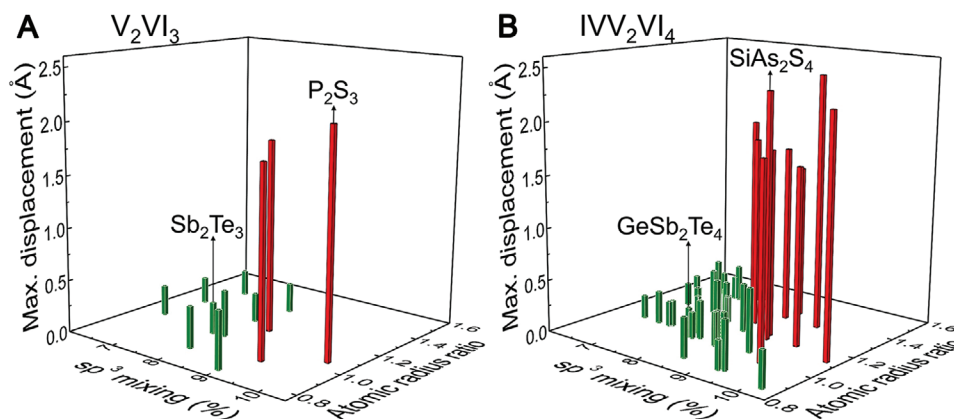 A
V₂VI₃
2.5
2.0
1.5
1.0
0.5
0.0
Max. displacement (Å)
P₂S₃
Sb₂Te₃
7
8
9
10
sp³ mixing (%)
0.8
1.0
1.2
1.4
1.6
Atomic radius ratio
B
IVV₂VI₄
2.5
2.0
1.5
1.0
0.5
0.0
Max. displacement (Å)
SiAs₂S₄
GeSb₂Te₄
7
8
9
10
sp³ mixing (%)
0.8
1.0
1.2
1.4
1.6
Atomic radius ratio